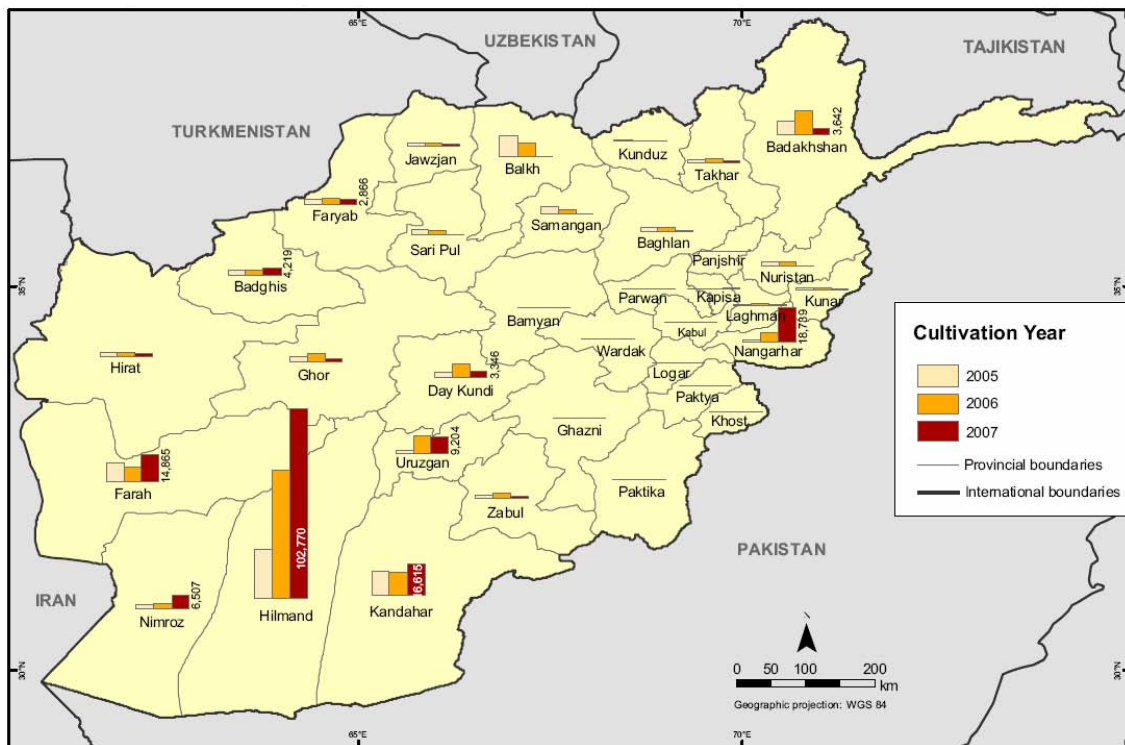 65°E
70°E
UZBEKISTAN
TAJIKISTAN
TURKMENISTAN
Jawzjan
Balkh
Kunduz
Takhar
3,642
Badakhshan
2,866
Faryab
Sari Pul
Samangan
Baghlan
Panjshir
Nuristan
35°N
35°N
4,219
Badghis
Parwan
Kapisa
Kunar
Bamyan
Laghman
Kabul
18,739
Nangarhar
Hirat
Ghor
3,346
Day Kundi
Wardak
Logar
Paktya
Khost
Ghazni
9,204
Uruzgan
14,865
Farah
Zabul
Paktika
102,770
Hilmand
6,615
Kandahar
6,507
Nimroz
IRAN
PAKISTAN
Cultivation Year
2005
2006
2007
Provincial boundaries
International boundaries
N
30°N
30°N
0 50 100 200
km
Geographic projection: WGS 84
65°E
70°E